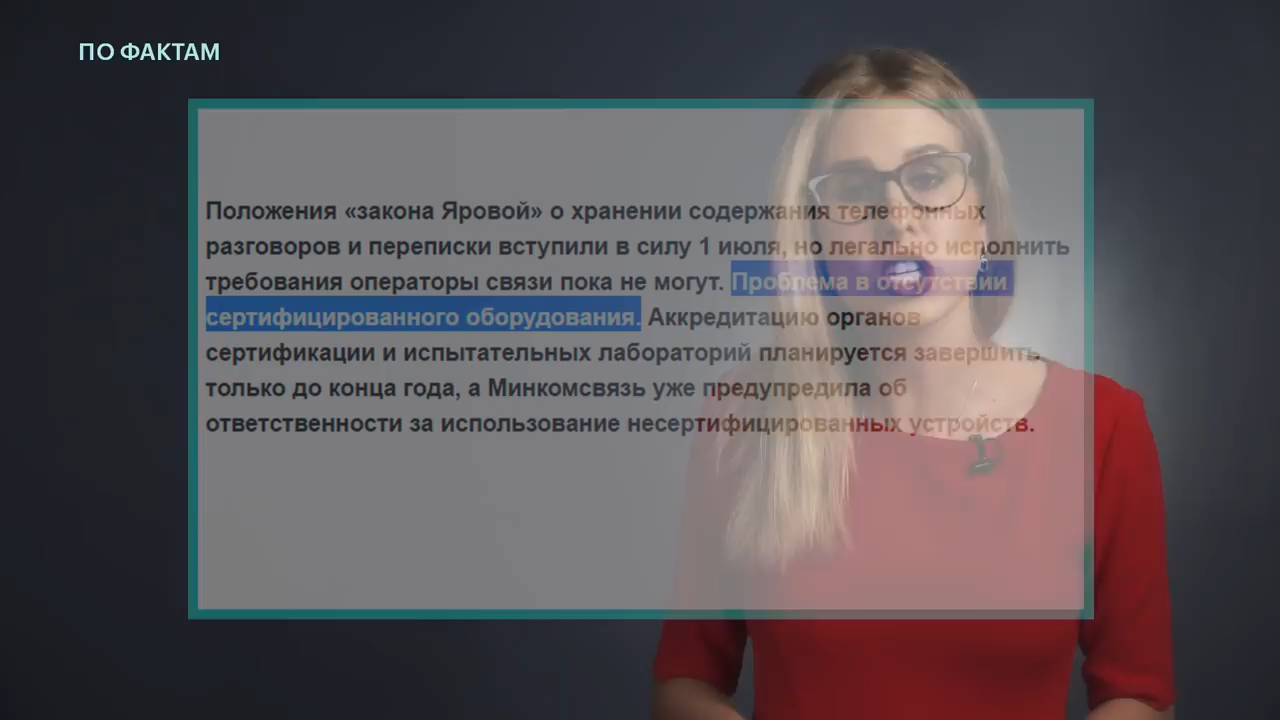 ПО ФАКТАМ
Положения «закона Яровой» о хранении содержания телефонных
разговоров и переписки вступили в силу 1 июля, но легально исполнить
требования операторы связи пока не могут. Проблема в отсутствии
сертифицированного оборудования. Аккредитацию органов
сертификации и испытательных лабораторий планируется завершить
только до конца года, а Минкомсвязь уже предупредила об
ответственности за использование несертифицированных устройств.